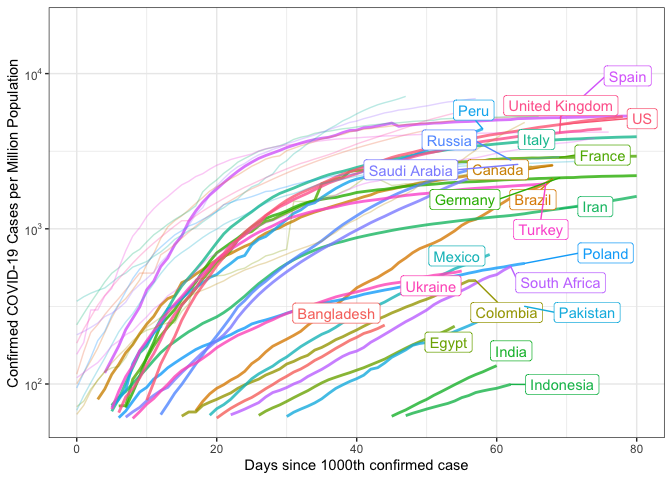 Confirmed COVID-19 Cases per Million Population
10⁴
10³
10²
Spain
United Kingdom
US
Peru
Russia
Italy
France
Saudi Arabia
Canada
Germany
Brazil
Iran
Turkey
Mexico
Poland
South Africa
Ukraine
Colombia
Pakistan
Bangladesh
Egypt
India
Indonesia
0
20
40
60
80
Days since 1000th confirmed case